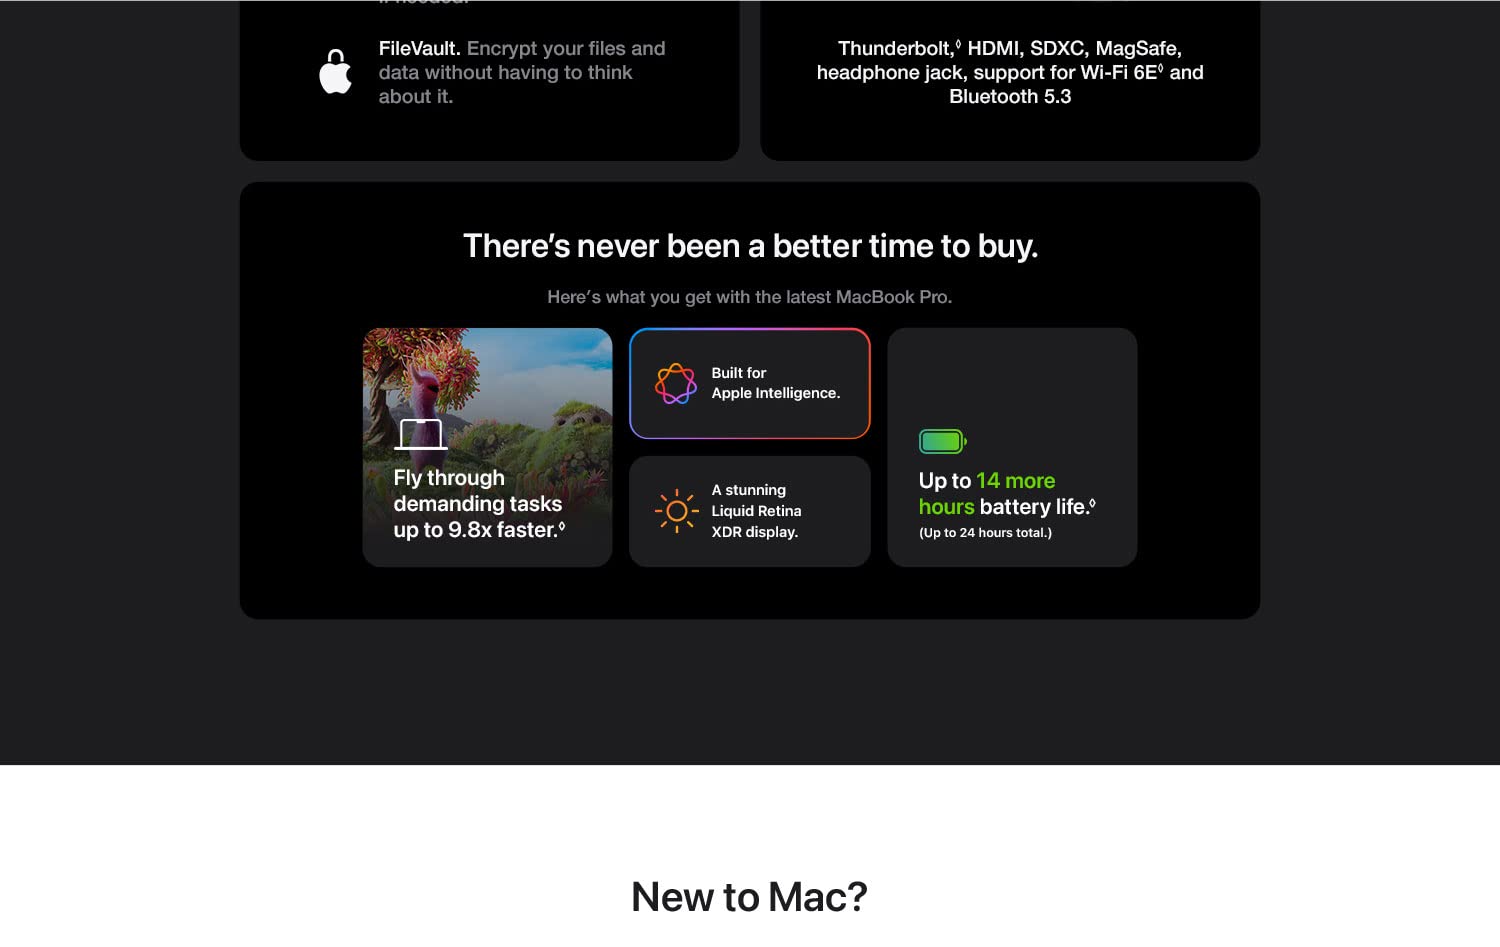 FileVault. Encrypt your files and
data without having to think
about it.
Thunderbolt,◊ HDMI, SDXC, MagSafe,
headphone jack, support for Wi-Fi 6E◊ and
Bluetooth 5.3
There’s never been a better time to buy.
Here’s what you get with the latest MacBook Pro.
Fly through
demanding tasks
up to 9.8x faster.◊
Built for
Apple Intelligence.
A stunning
Liquid Retina
XDR display.
Up to 14 more
hours battery life.◊
(Up to 24 hours total.)
New to Mac?